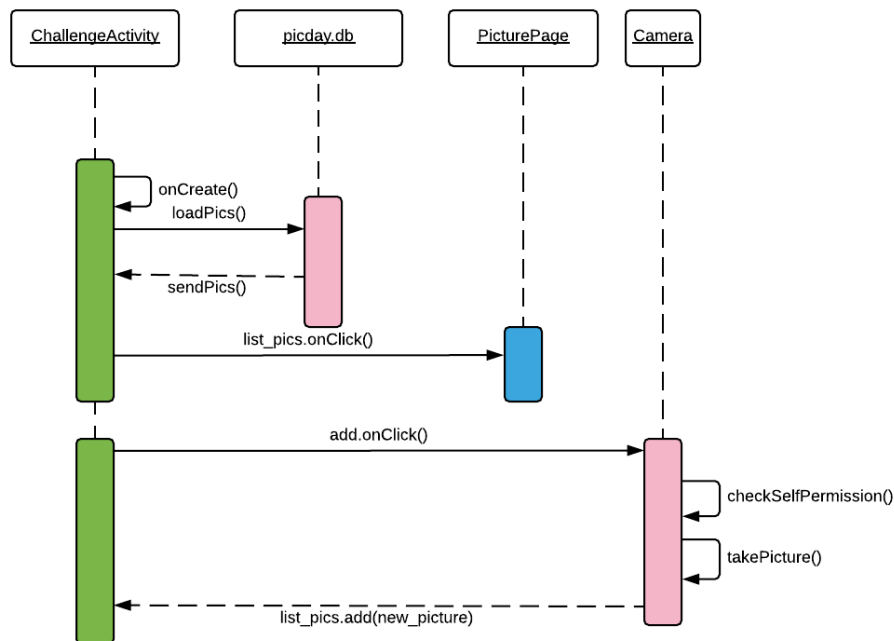 ChallengeActivity
picday.db
PicturePage
Camera
onCreate()
loadPics()
sendPics()
list_pics.onClick()
add.onClick()
checkSelfPermission()
takePicture()
list_pics.add(new_picture)